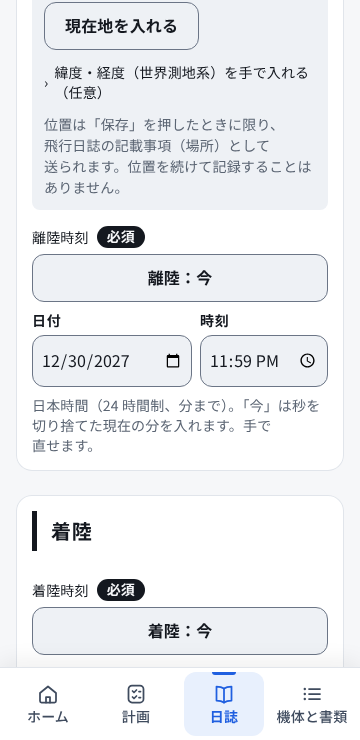 現在地を入れる
› 緯度・経度（世界測地系）を手で入れる
（任意）
位置は「保存」を押したときに限り、
飛行日誌の記載事項（場所）として
送られます。位置を続けて記録することは
ありません。
離陸時刻 必須
離陸：今
日付 時刻
12/30/2027 11:59 PM
日本時間（24 時間制、分まで）。「今」は秒を
切り捨てた現在の分を入れます。手で
直せます。
着陸
着陸時刻 必須
着陸：今
ホーム 計画 日誌 機体と書類